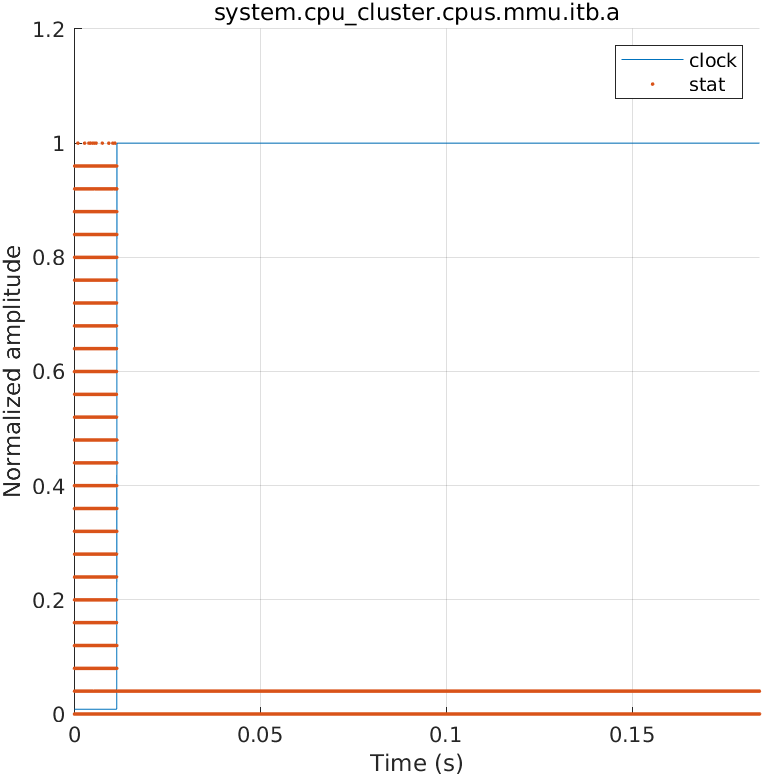 system.cpu_cluster.cpus.mmu.itb.a
1.2
clock
stat
1
0.8
0.6
0.4
0.2
0
Normalized amplitude
0
0.05
0.1
0.15
Time (s)